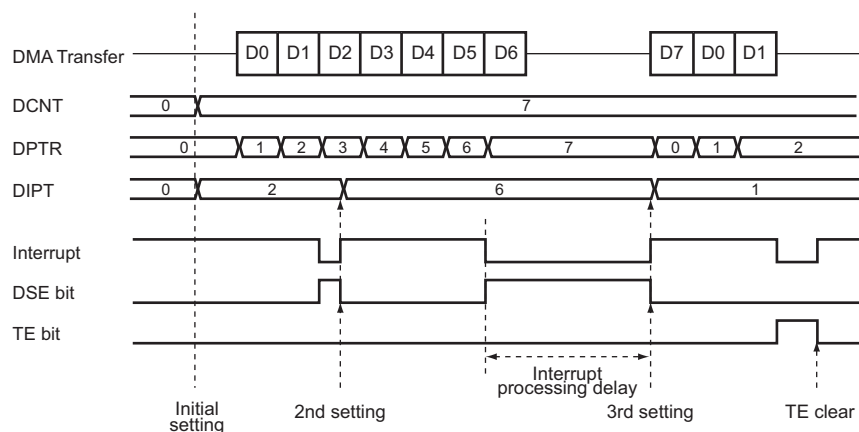 DMA Transfer D0 D1 D2 D3 D4 D5 D6 D7 D0 D1
DCNT 0 7
DPTR 0 1 2 3 4 5 6 7 0 1 2
DIPT 0 2 6 1
Interrupt
DSE bit
TE bit
Interrupt
processing delay
Initial
setting
2nd setting
3rd setting
TE clear